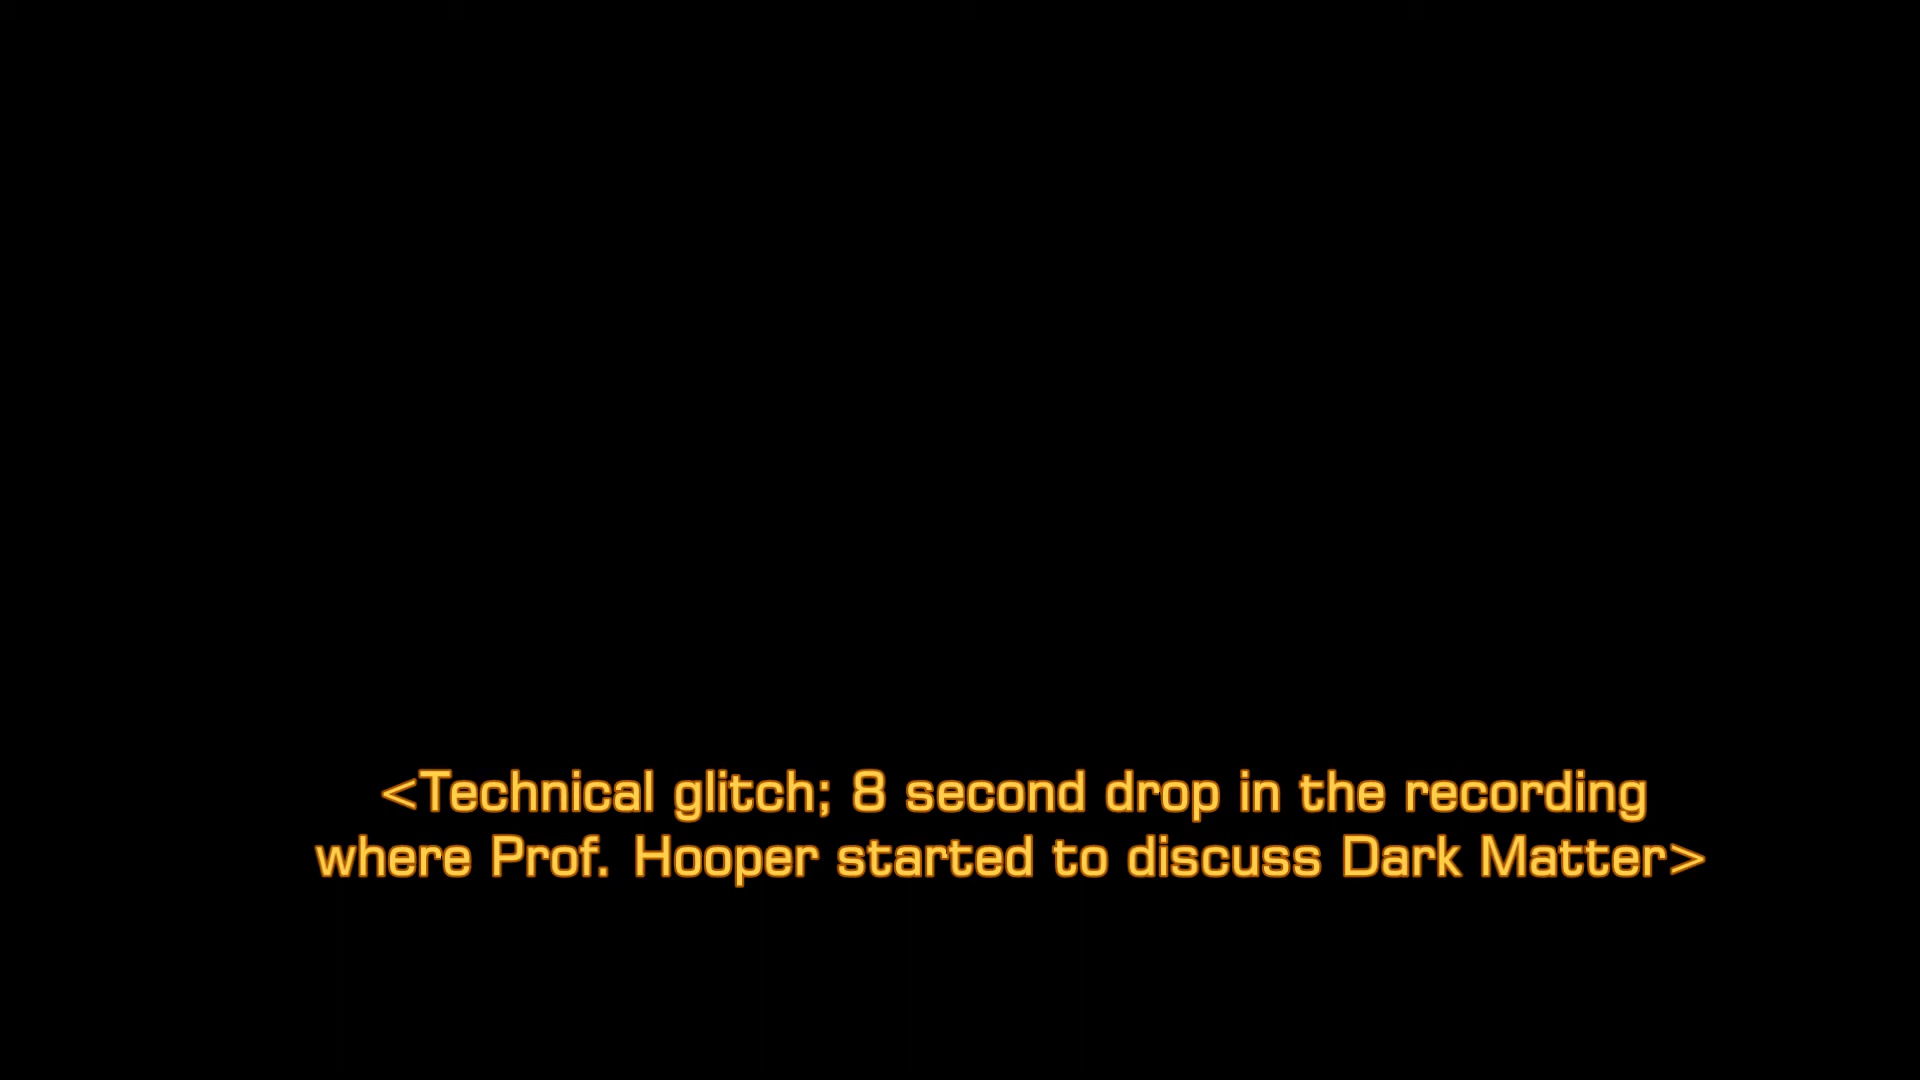 <Technical glitch; 8 second drop in the recording
where Prof. Hooper started to discuss Dark Matter>